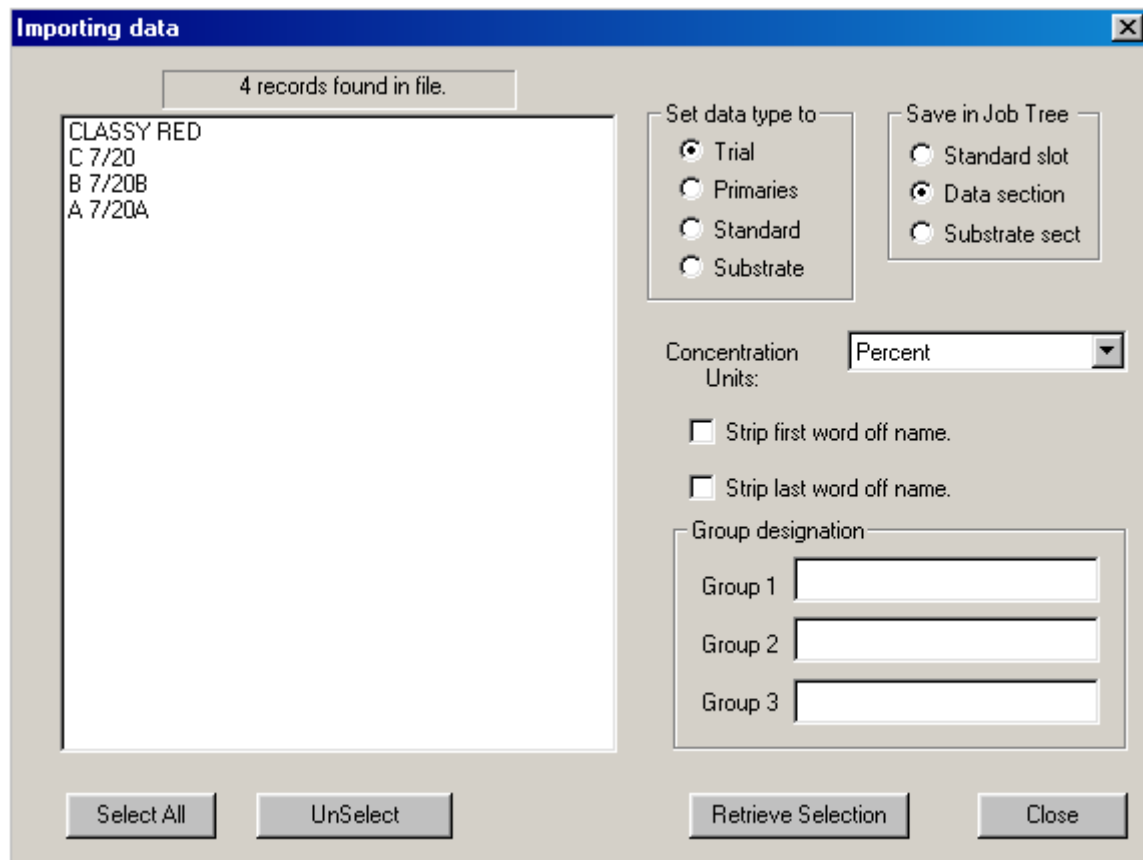 Importing data
4 records found in file.
CLASSY RED
C 7/20
B 7/20B
A 7/20A
Set data type to
Trial
Primaries
Standard
Substrate
Save in Job Tree
Standard slot
Data section
Substrate sect
Concentration
Units:
Percent
Strip first word off name.
Strip last word off name.
Group designation
Group 1
Group 2
Group 3
Select All
UnSelect
Retrieve Selection
Close